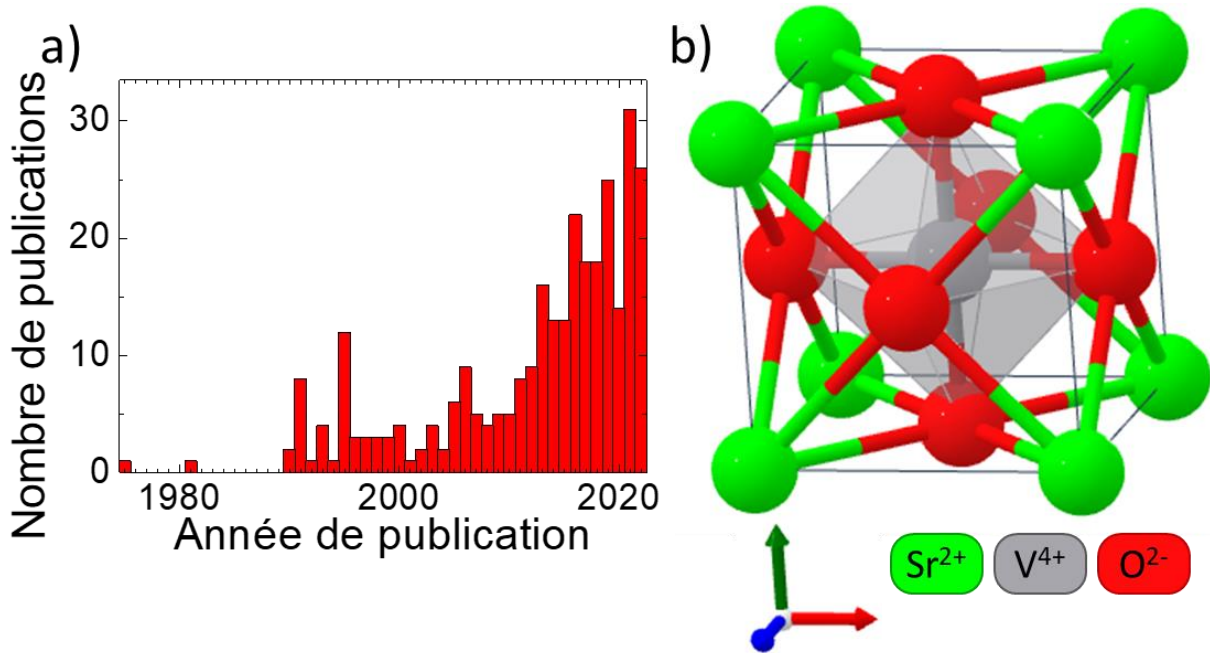 a)
Nombre de publications
30
20
10
0
1980
2000
2020
Année de publication
b)
Sr²⁺
V⁴⁺
O²⁻